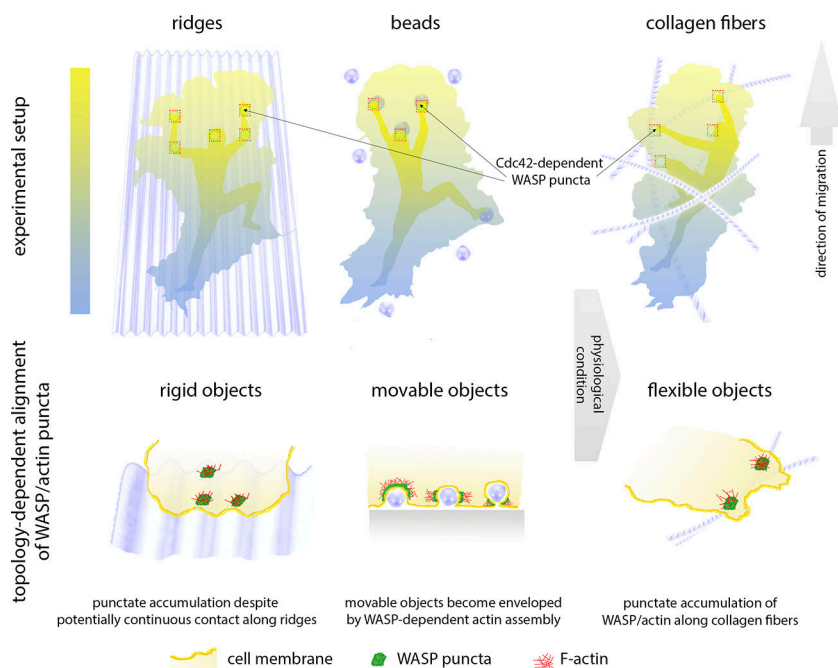 ridges
beads
collagen fibers
experimental setup
Cdc42-dependent
WASP puncta
direction of migration
physiological
condition
topology-dependent alignment
of WASP/actin puncta
rigid objects
movable objects
flexible objects
punctate accumulation despite
potentially continuous contact along ridges
movable objects become enveloped
by WASP-dependent actin assembly
punctate accumulation of
WASP/actin along collagen fibers
cell membrane
WASP puncta
F-actin